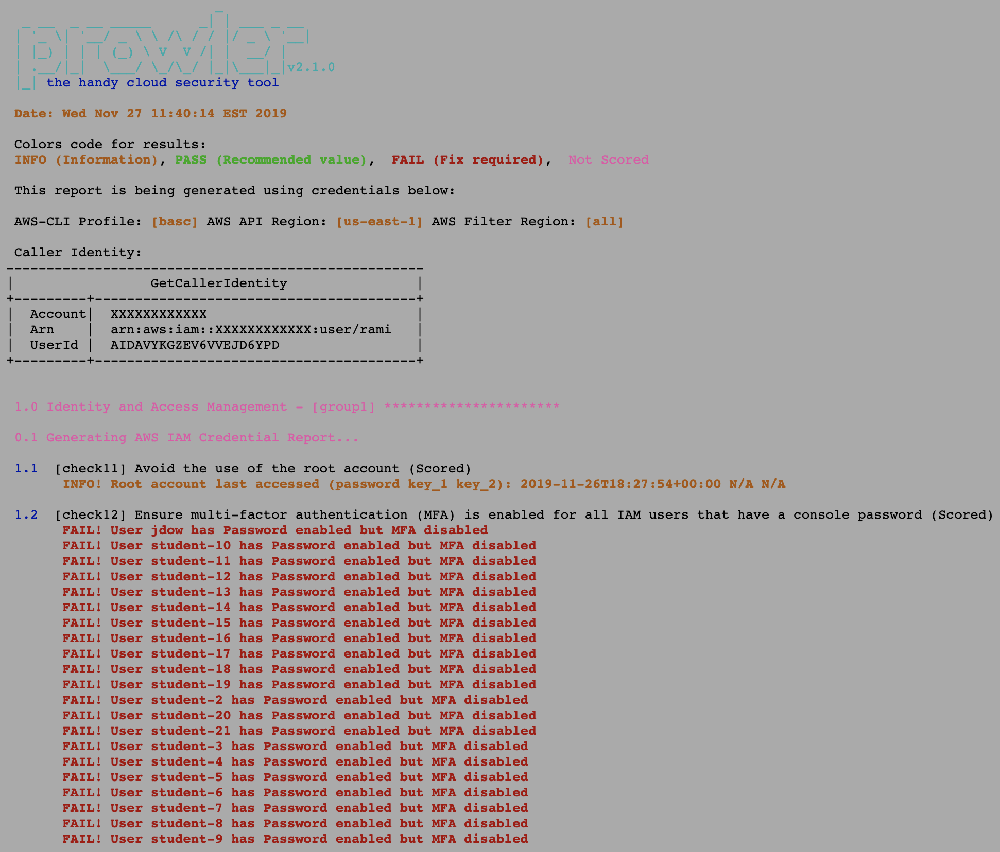 _
 _ __  _ __ _____      _| | ___ _ __
| '_ \| '__/ _ \ \ /\ / / |/ _ \ '__|
| |_) | | | (_) \ V  V /| |  __/ |
| .__/|_|  \___/ \_/\_/ |_|\___|_|v2.1.0
|_| the handy cloud security tool
Date: Wed Nov 27 11:40:14 EST 2019
Colors code for results:
INFO (Information), PASS (Recommended value),  FAIL (Fix required),  Not Scored
This report is being generated using credentials below:
AWS-CLI Profile: [basc] AWS API Region: [us-east-1] AWS Filter Region: [all]
Caller Identity:
----------------------------------------------------
|                 GetCallerIdentity                |
+---------+----------------------------------------+
|  Account|  XXXXXXXXXXXX                          |
|  Arn    |  arn:aws:iam::XXXXXXXXXXXX:user/rami   |
|  UserId |  AIDAVYKGZEV6VVEJD6YPD                 |
+---------+----------------------------------------+
1.0 Identity and Access Management - [group1] **********************
0.1 Generating AWS IAM Credential Report...
1.1  [check11] Avoid the use of the root account (Scored)
INFO! Root account last accessed (password key_1 key_2): 2019-11-26T18:27:54+00:00 N/A N/A
1.2  [check12] Ensure multi-factor authentication (MFA) is enabled for all IAM users that have a console password (Scored)
FAIL! User jdow has Password enabled but MFA disabled
FAIL! User student-10 has Password enabled but MFA disabled
FAIL! User student-11 has Password enabled but MFA disabled
FAIL! User student-12 has Password enabled but MFA disabled
FAIL! User student-13 has Password enabled but MFA disabled
FAIL! User student-14 has Password enabled but MFA disabled
FAIL! User student-15 has Password enabled but MFA disabled
FAIL! User student-16 has Password enabled but MFA disabled
FAIL! User student-17 has Password enabled but MFA disabled
FAIL! User student-18 has Password enabled but MFA disabled
FAIL! User student-19 has Password enabled but MFA disabled
FAIL! User student-2 has Password enabled but MFA disabled
FAIL! User student-20 has Password enabled but MFA disabled
FAIL! User student-21 has Password enabled but MFA disabled
FAIL! User student-3 has Password enabled but MFA disabled
FAIL! User student-4 has Password enabled but MFA disabled
FAIL! User student-5 has Password enabled but MFA disabled
FAIL! User student-6 has Password enabled but MFA disabled
FAIL! User student-7 has Password enabled but MFA disabled
FAIL! User student-8 has Password enabled but MFA disabled
FAIL! User student-9 has Password enabled but MFA disabled